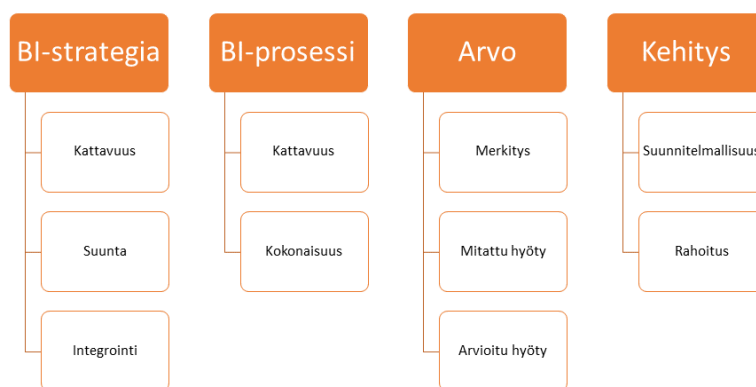 BI-strategia
Kattavuus
Suunta
Integrointi
BI-prosessi
Kattavuus
Kokonaisuus
Arvo
Merkitys
Mitattu hyöty
Arvioitu hyöty
Kehitys
Suunnitelmallisuus
Rahoitus